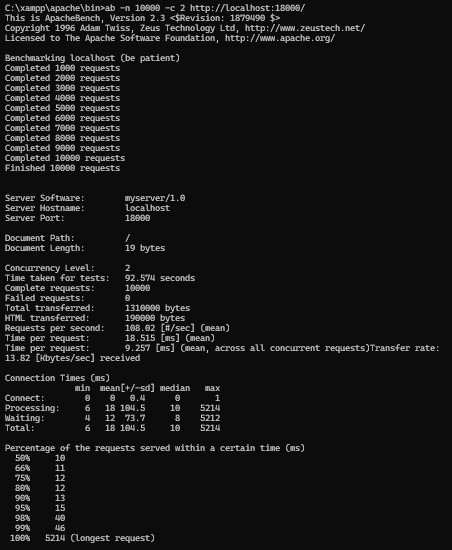 C:\xampp\apache\bin>ab -n 10000 -c 2 http://localhost:18000/
This is ApacheBench, Version 2.3 <$Revision: 1879490 $>
Copyright 1996 Adam Twiss, Zeus Technology Ltd, http://www.zeustech.net/
Licensed to The Apache Software Foundation, http://www.apache.org/

Benchmarking localhost (be patient)
Completed 1000 requests
Completed 2000 requests
Completed 3000 requests
Completed 4000 requests
Completed 5000 requests
Completed 6000 requests
Completed 7000 requests
Completed 8000 requests
Completed 9000 requests
Completed 10000 requests
Finished 10000 requests


Server Software:        myserver/1.0
Server Hostname:        localhost
Server Port:            18000

Document Path:          /
Document Length:        19 bytes

Concurrency Level:      2
Time taken for tests:   92.574 seconds
Complete requests:      10000
Failed requests:        0
Total transferred:      1310000 bytes
HTML transferred:       190000 bytes
Requests per second:    108.02 [#/sec] (mean)
Time per request:       18.515 [ms] (mean)
Time per request:       9.257 [ms] (mean, across all concurrent requests)Transfer rate:
13.82 [Kbytes/sec] received

Connection Times (ms)
              min  mean[+/-sd] median   max
Connect:        0    0   0.4      0       1
Processing:     6   18 104.5     10    5214
Waiting:        4   12  73.7      8    5212
Total:          6   18 104.5     10    5214

Percentage of the requests served within a certain time (ms)
  50%     10
  66%     11
  75%     12
  80%     12
  90%     13
  95%     15
  98%     40
  99%     46
 100%   5214 (longest request)